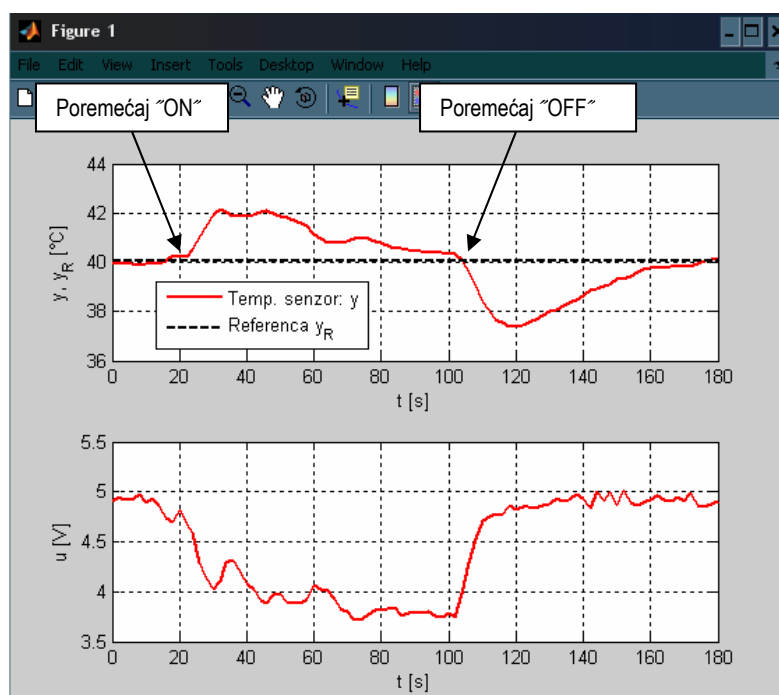 Figure 1
File Edit View Insert Tools Desktop Window Help
Poremećaj ˝ON˝
Poremećaj ˝OFF˝
44
42
40
38
36
y, y_R [°C]
Temp. senzor: y
Referenca y_R
0 20 40 60 80 100 120 140 160 180
t [s]
5.5
5
4.5
4
3.5
u [V]
0 20 40 60 80 100 120 140 160 180
t [s]